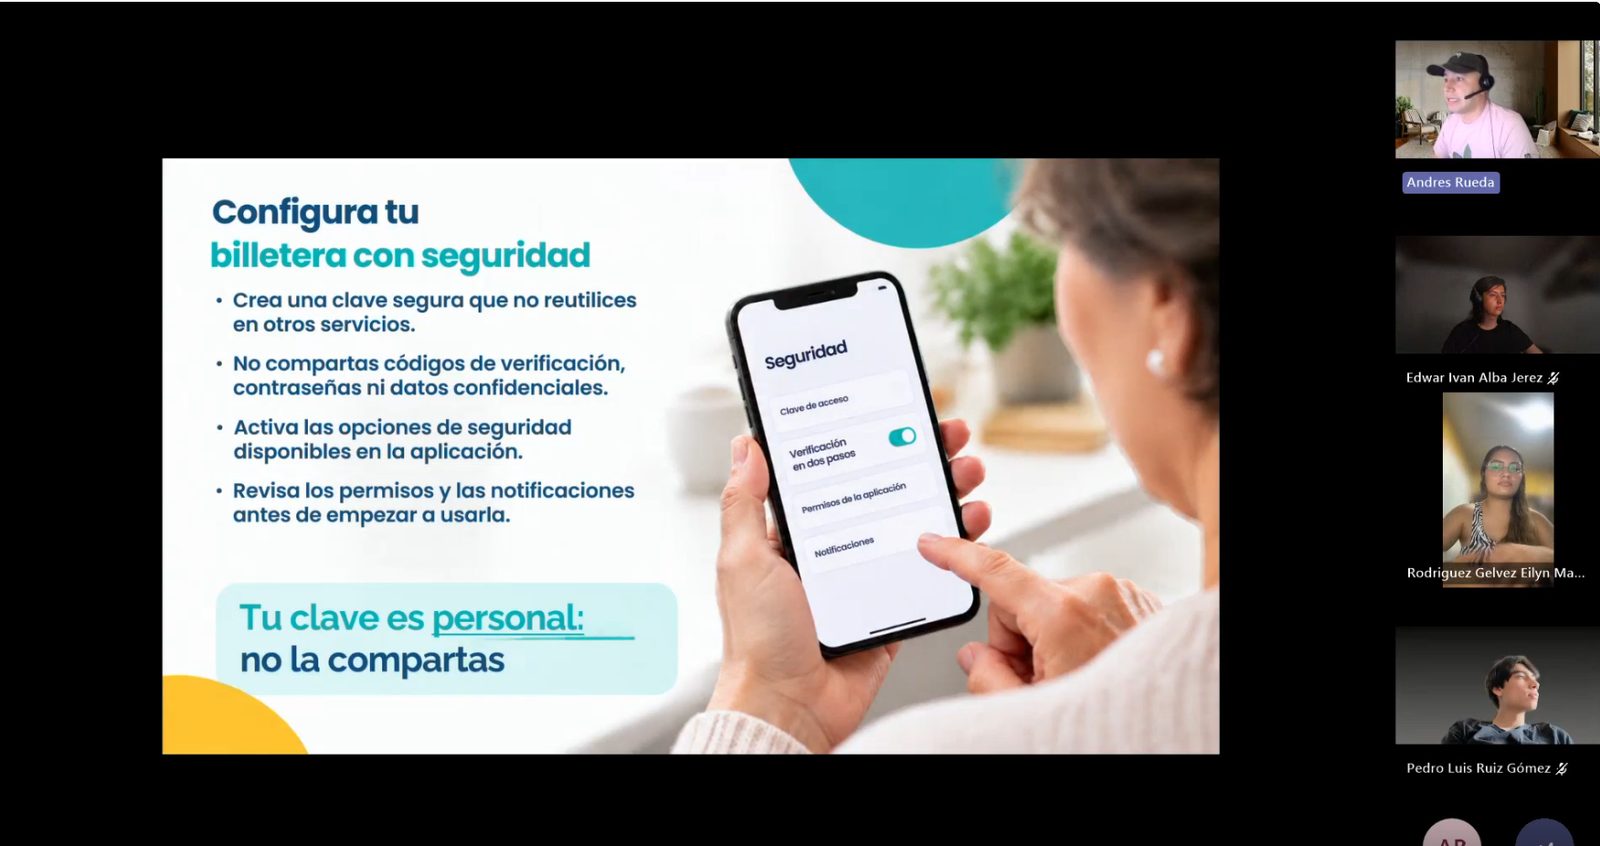 Configura tu
billetera con seguridad
• Crea una clave segura que no reutilices
en otros servicios.
• No compartas códigos de verificación,
contraseñas ni datos confidenciales.
• Activa las opciones de seguridad
disponibles en la aplicación.
• Revisa los permisos y las notificaciones
antes de empezar a usarla.
Tu clave es personal:
no la compartas
Seguridad
Clave de acceso
Verificación
en dos pasos
Permisos de la aplicación
Notificaciones
Andres Rueda
Edwar Ivan Alba Jerez
Rodriguez Gelvez Eilyn Ma...
Pedro Luis Ruiz Gómez